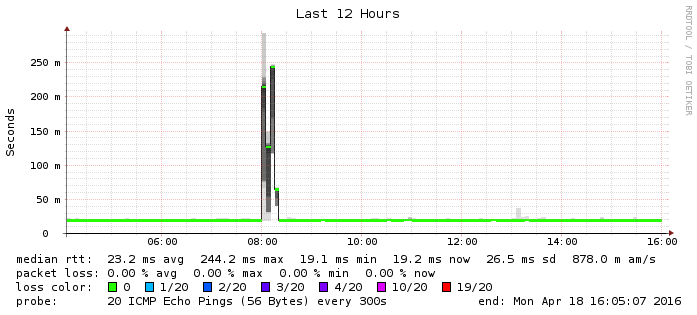 Last 12 Hours
RRDTOOL / TOBI OETIKER
Seconds
250 m
200 m
150 m
100 m
50 m
0
06:00 08:00 10:00 12:00 14:00 16:00
median rtt: 23.2 ms avg 244.2 ms max 19.1 ms min 19.2 ms now 26.5 ms sd 878.0 m am/s
packet loss: 0.00 % avg 0.00 % max 0.00 % min 0.00 % now
loss color: 0 1/20 2/20 3/20 4/20 10/20 19/20
probe: 20 ICMP Echo Pings (56 Bytes) every 300s end: Mon Apr 18 16:05:07 2016